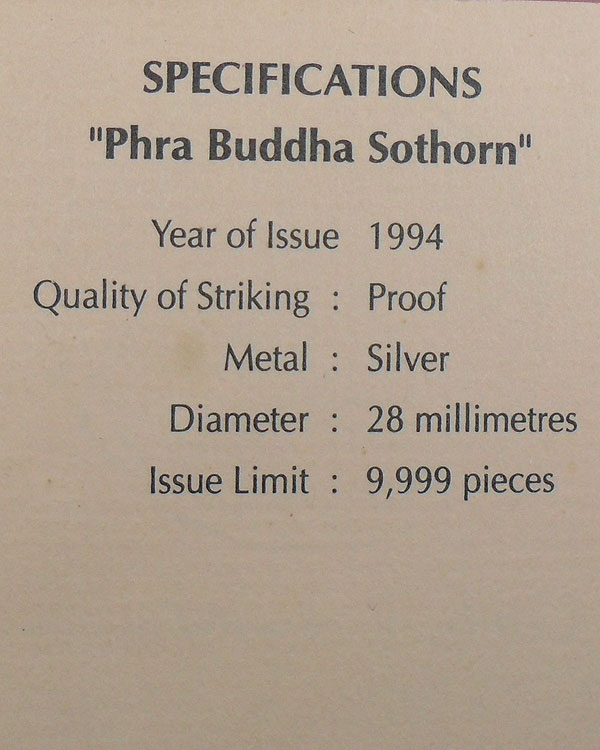 SPECIFICATIONS
"Phra Buddha Sothorn"
Year of Issue 1994
Quality of Striking : Proof
Metal : Silver
Diameter : 28 millimetres
Issue Limit : 9,999 pieces